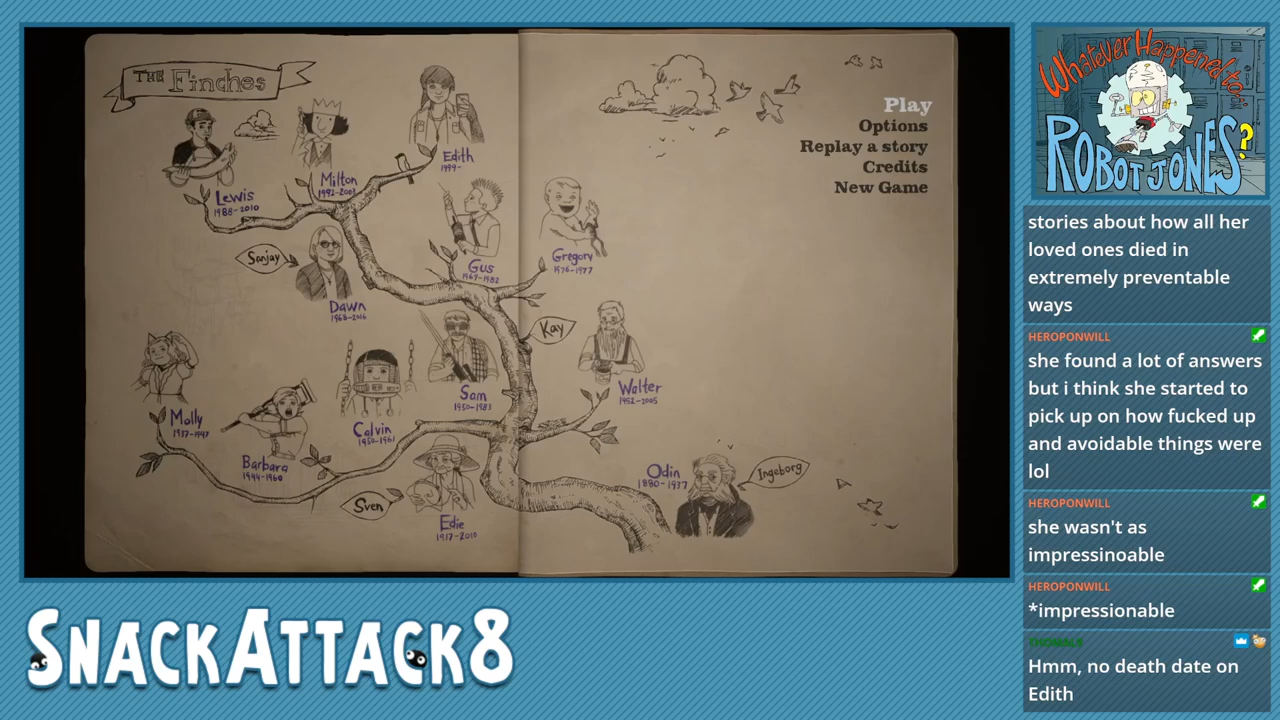 THE Finches
Edith
1999-
Lewis
1988-2010
Milton
1992-2003
Sanjay
Dawn
1968-2016
Gus
1969-1982
Gregory
1976-1977
Kay
Molly
1937-1947
Barbara
1944-1960
Calvin
1950-1961
Sam
1950-1983
Walter
1952-2005
Sven
Edie
1917-2010
Odin
1880-1937
Ingeborg
Play
Options
Replay a story
Credits
New Game
SNACKATTACK8
Whatever Happened to...
ROBOT JONES?
stories about how all her
loved ones died in
extremely preventable
ways
HEROPONWILL
she found a lot of answers
but i think she started to
pick up on how fucked up
and avoidable things were
lol
HEROPONWILL
she wasn't as
impressinoable
HEROPONWILL
*impressionable
Hmm, no death date on
Edith